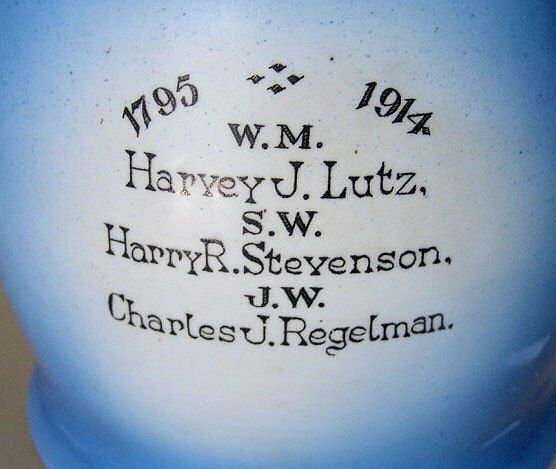 1795 1914
W.M.
Harvey J. Lutz,
S.W.
Harry R. Stevenson,
J.W.
Charles J. Regelman.